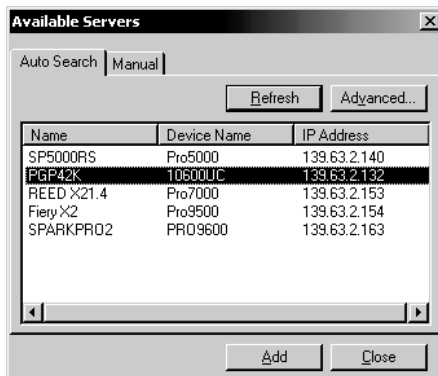 Available Servers
Auto Search Manual
Refresh Advanced...
Name Device Name IP Address
SP5000RS Pro5000 139.63.2.140
PGP42K 10600UC 139.63.2.132
REED X21.4 Pro7000 139.63.2.153
Fiery X2 Pro9500 139.63.2.154
SPARKPRO2 PRO9600 139.63.2.163
Add Close